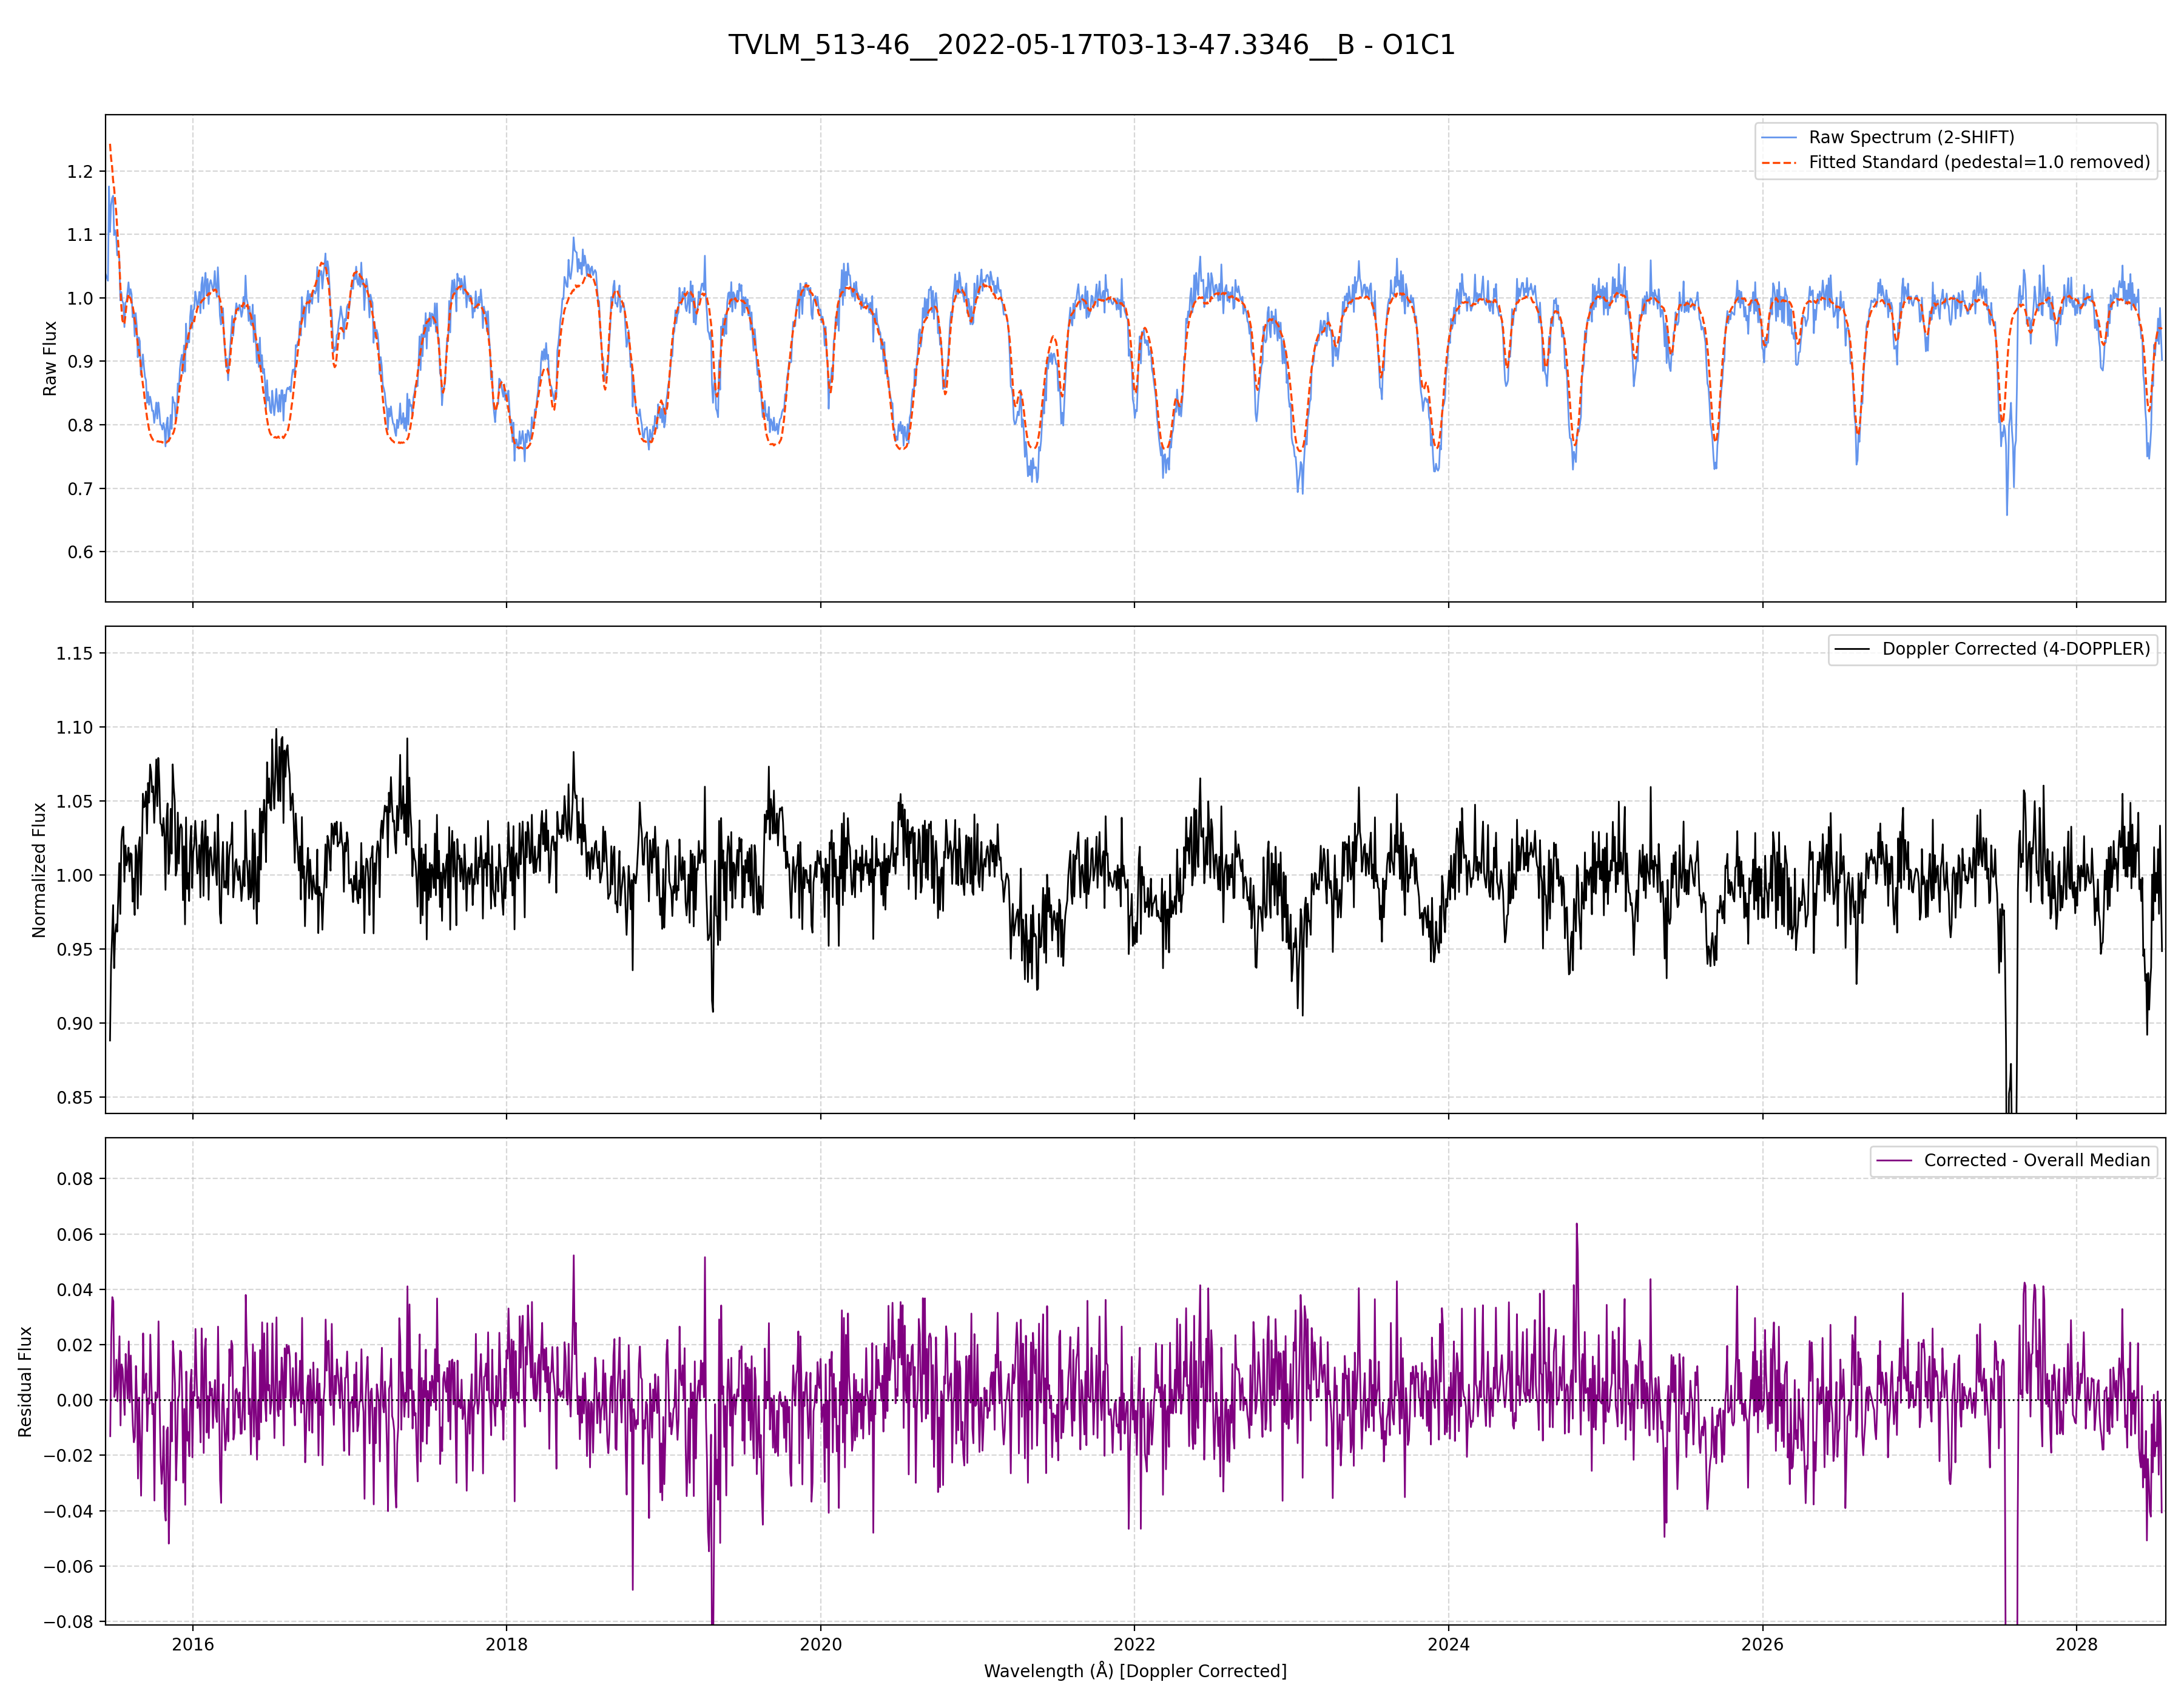 TVLM_513-46__2022-05-17T03-13-47.3346__B - O1C1
Raw Spectrum (2-SHIFT)
Fitted Standard (pedestal=1.0 removed)
Raw Flux
1.2
1.1
1.0
0.9
0.8
0.7
0.6
Doppler Corrected (4-DOPPLER)
Normalized Flux
1.15
1.10
1.05
1.00
0.95
0.90
0.85
Corrected - Overall Median
Residual Flux
0.08
0.06
0.04
0.02
0.00
−0.02
−0.04
−0.06
−0.08
2016 2018 2020 2022 2024 2026 2028
Wavelength (Å) [Doppler Corrected]